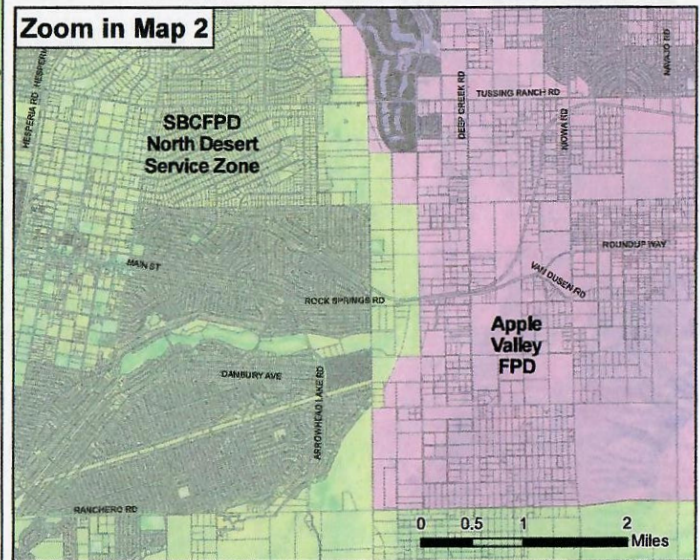 Zoom in Map 2
HESPERIA RD
HESPERIA
SBCFPD
North Desert
Service Zone
DEEP CREEK RD
TUSSING RANCH RD
KIOWA RD
NAVAJO RD
MAIN ST
ROCK SPRINGS RD
ROUNDUP WAY
VAN DUSEN RD
Apple
Valley
FPD
DANBURY AVE
ARROWHEAD LAKE RD
RANCHERO RD
0 0.5 1 2
Miles